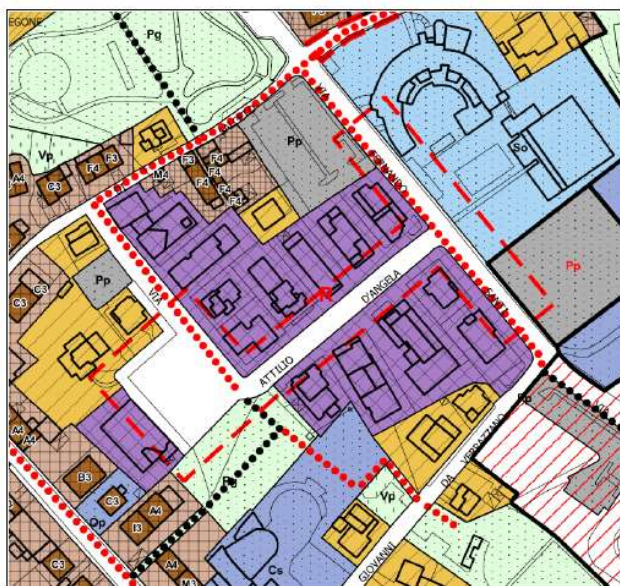 EGONE
Pg
Vp
A4
C3
F4
F3
M4
F3
F4
F4
F4
F4
Pp
VIA
So
Pp
C3
Pp
VIA
R
D'ANGELA
SANTI
ATTILIO
C3
A4
A4
B3
C3
Qp
I3
A4
A4
M3
C3
Cs
Vp
GIOVANNI
DA
VERRAZZANO
Pp